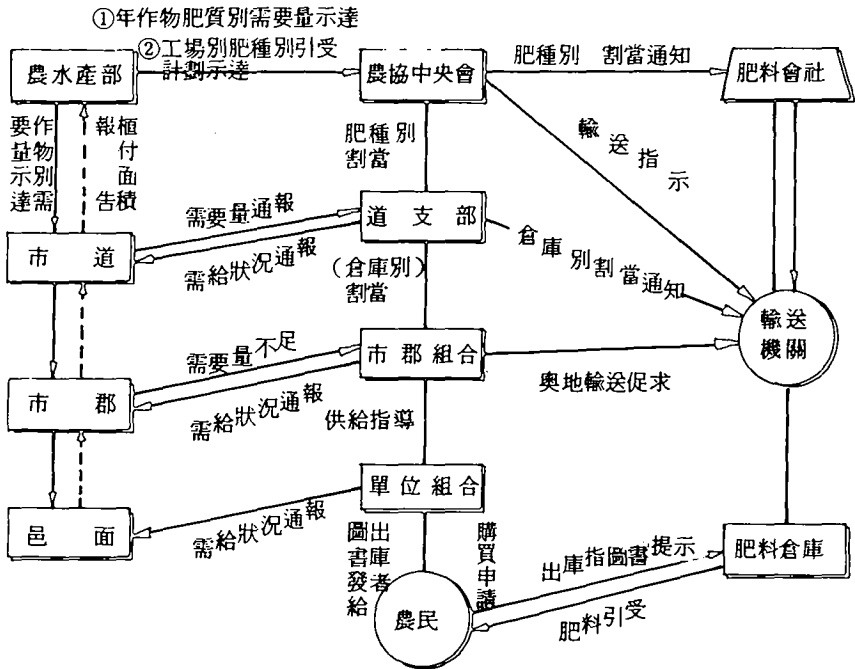 ①年作物肥質別需要量示達
②工場別肥種別引受
計劃示達
農水產部
農協中央會
肥種別 割當通知
肥料會社
作物別需
要量示達
植付面積
報告
肥種別
割當
輸送指示
需要量通報
道支部
市道
需給狀況通報
(倉庫別)
割當
倉庫別割當通知
輸送
機關
需要量不足
市郡組合
市郡
需給狀況通報
供給指導
奧地輸送促求
單位組合
邑面
需給狀況通報
出庫者
圖書發給
購買申請
出庫指圖書提示
肥料倉庫
農民
肥料引受